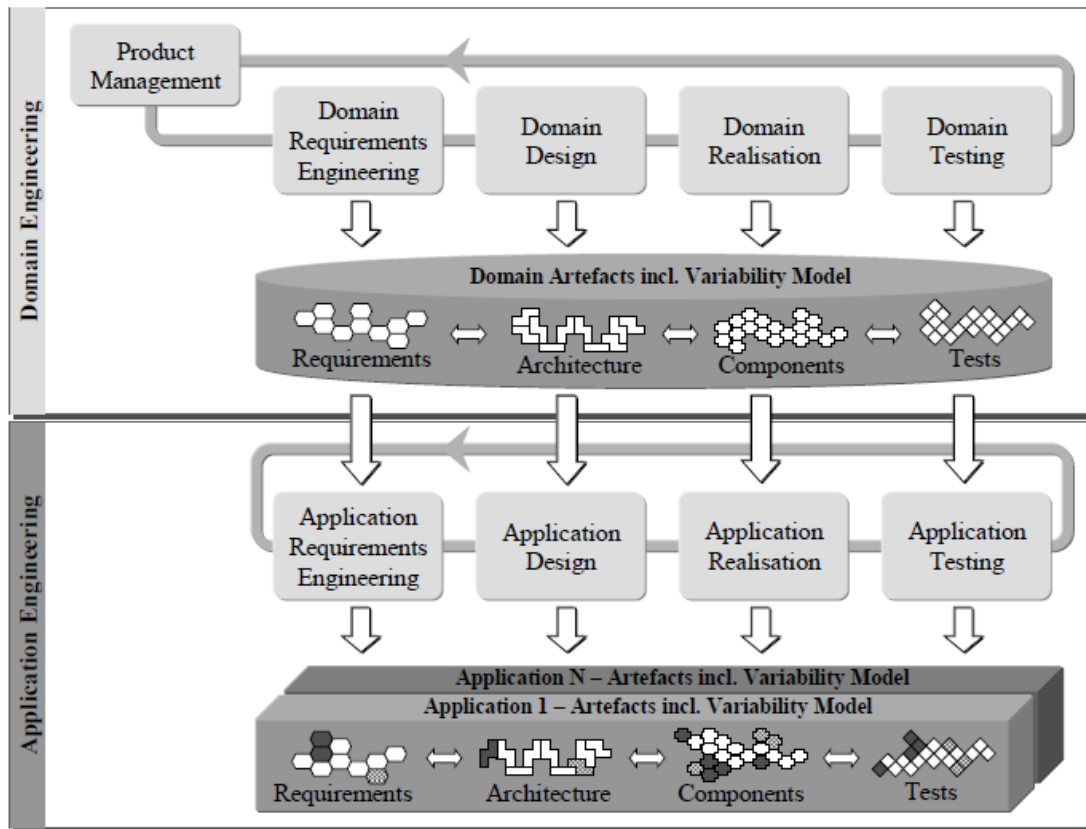 Domain Engineering
Product
Management
Domain
Requirements
Engineering
Domain
Design
Domain
Realisation
Domain
Testing
Domain Artefacts incl. Variability Model
Requirements
Architecture
Components
Tests
Application Engineering
Application
Requirements
Engineering
Application
Design
Application
Realisation
Application
Testing
Application N – Artefacts incl. Variability Model
Application 1 – Artefacts incl. Variability Model
Requirements
Architecture
Components
Tests